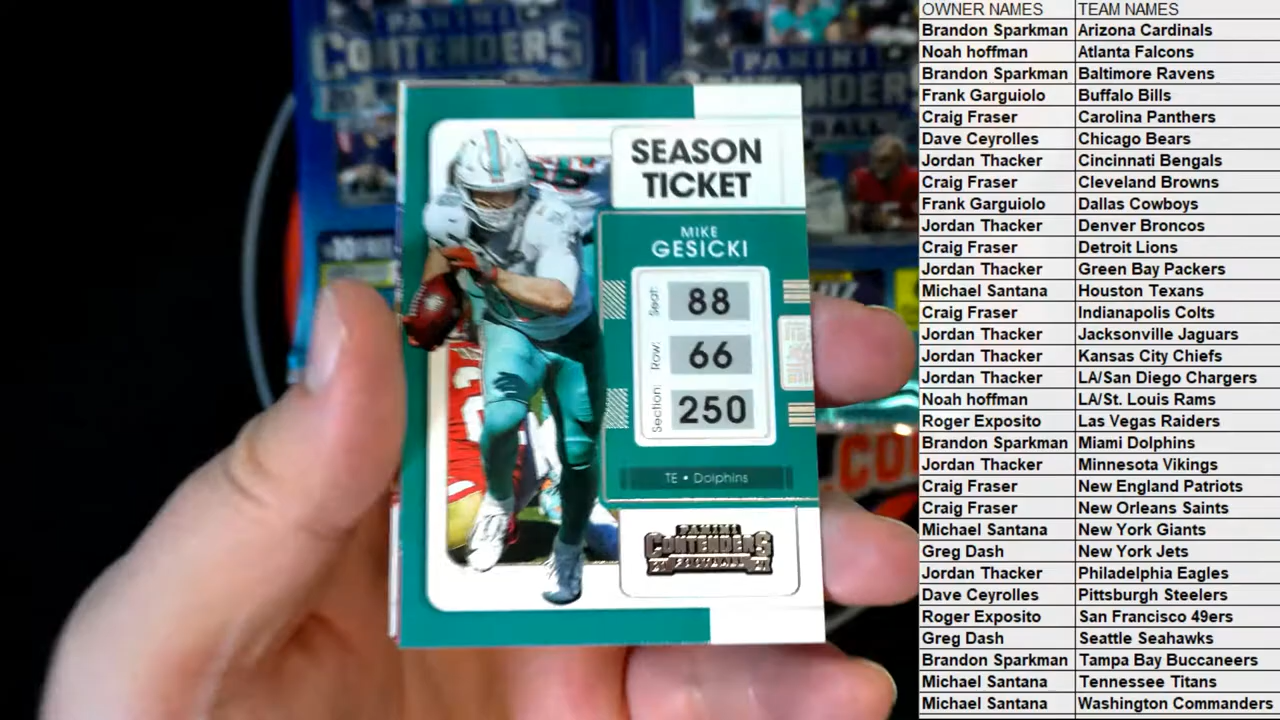 PANINI
CONTENDERS
PANINI
SEASON
TICKET
MIKE
GESICKI
Seat: 88
Row: 66
Section: 250
TE • Dolphins
PANINI
CONTENDERS
FOOTBALL
OWNER NAMES TEAM NAMES
Brandon Sparkman Arizona Cardinals
Noah hoffman Atlanta Falcons
Brandon Sparkman Baltimore Ravens
Frank Garguiolo Buffalo Bills
Craig Fraser Carolina Panthers
Dave Ceyrolles Chicago Bears
Jordan Thacker Cincinnati Bengals
Craig Fraser Cleveland Browns
Frank Garguiolo Dallas Cowboys
Jordan Thacker Denver Broncos
Craig Fraser Detroit Lions
Jordan Thacker Green Bay Packers
Michael Santana Houston Texans
Craig Fraser Indianapolis Colts
Jordan Thacker Jacksonville Jaguars
Jordan Thacker Kansas City Chiefs
Jordan Thacker LA/San Diego Chargers
Noah hoffman LA/St. Louis Rams
Roger Exposito Las Vegas Raiders
Brandon Sparkman Miami Dolphins
Jordan Thacker Minnesota Vikings
Craig Fraser New England Patriots
Craig Fraser New Orleans Saints
Michael Santana New York Giants
Greg Dash New York Jets
Jordan Thacker Philadelphia Eagles
Dave Ceyrolles Pittsburgh Steelers
Roger Exposito San Francisco 49ers
Greg Dash Seattle Seahawks
Brandon Sparkman Tampa Bay Buccaneers
Michael Santana Tennessee Titans
Michael Santana Washington Commanders